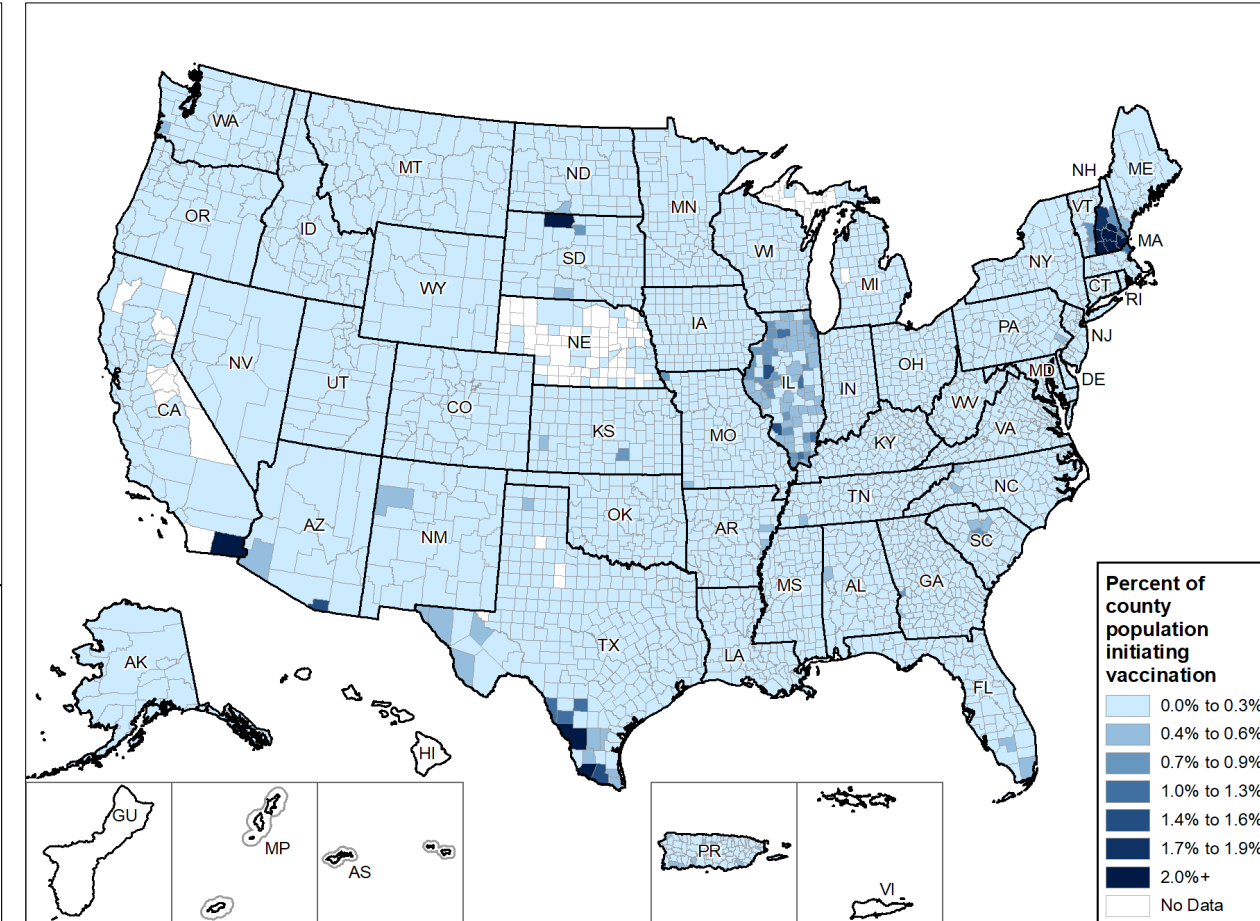 WA
MT
ND
MN
NH
ME
VT
OR
ID
SD
WI
NY
MA
WY
MI
CT
RI
IA
PA
NE
NJ
NV
UT
IL
IN
OH
MD
DE
CA
CO
WV
KS
MO
KY
VA
AZ
NM
OK
TN
NC
AR
SC
MS
AL
GA
TX
LA
AK
FL
HI
GU
MP
AS
PR
VI
Percent of
county
population
initiating
vaccination
0.0% to 0.3%
0.4% to 0.6%
0.7% to 0.9%
1.0% to 1.3%
1.4% to 1.6%
1.7% to 1.9%
2.0%+
No Data